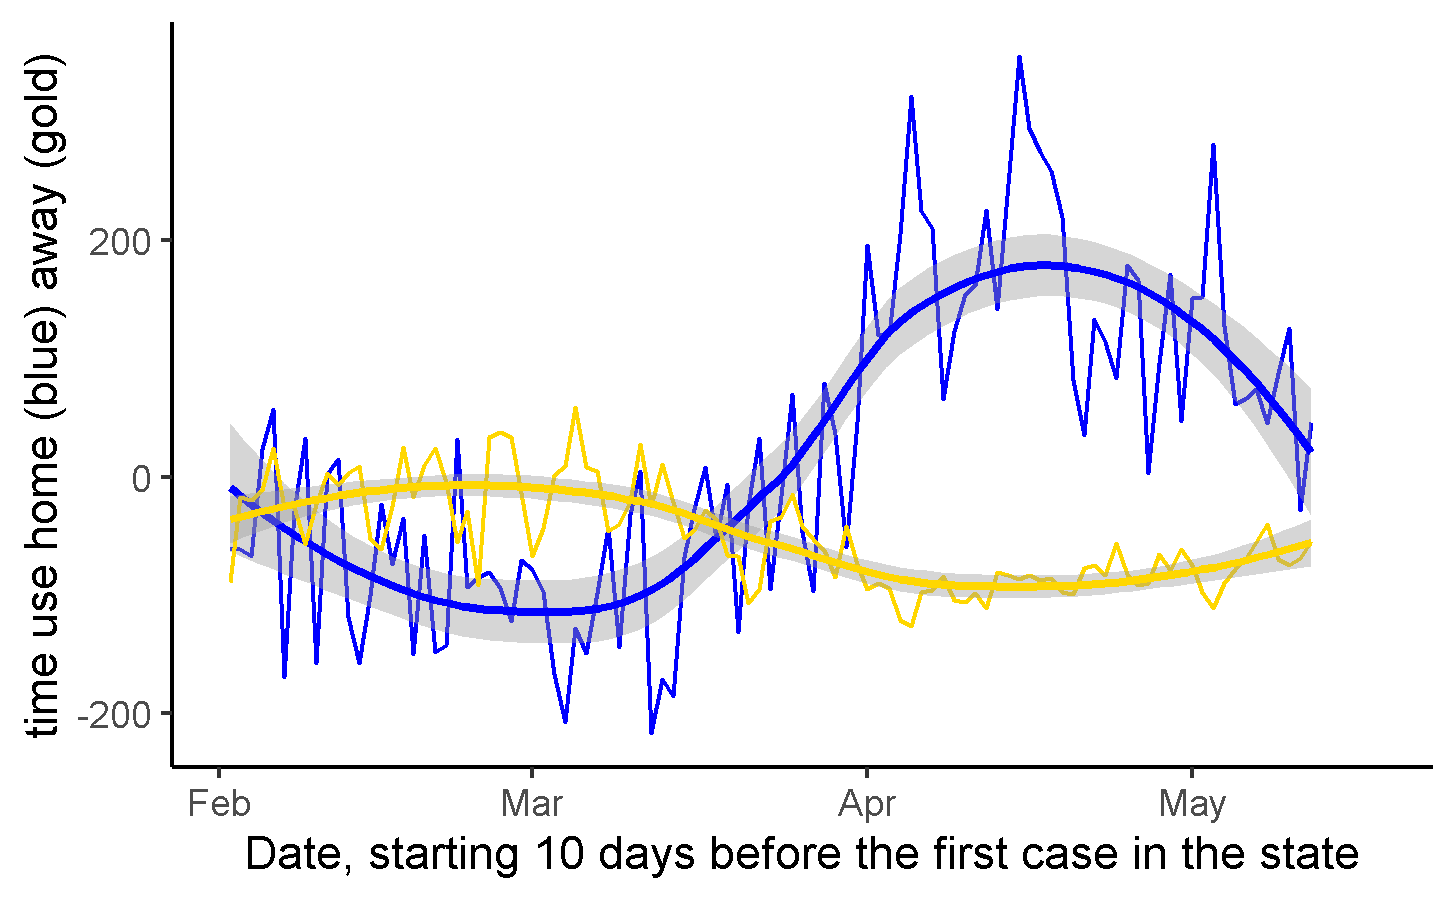 time use home (blue) away (gold)
200
0
-200
Feb
Mar
Apr
May
Date, starting 10 days before the first case in the state